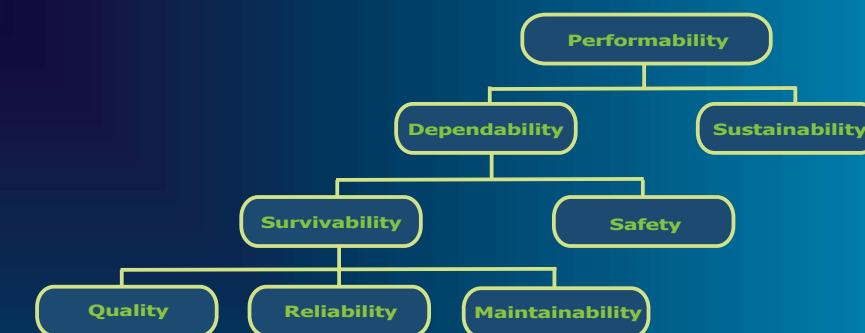 Performability
Dependability
Sustainability
Survivability
Safety
Quality
Reliability
Maintainability